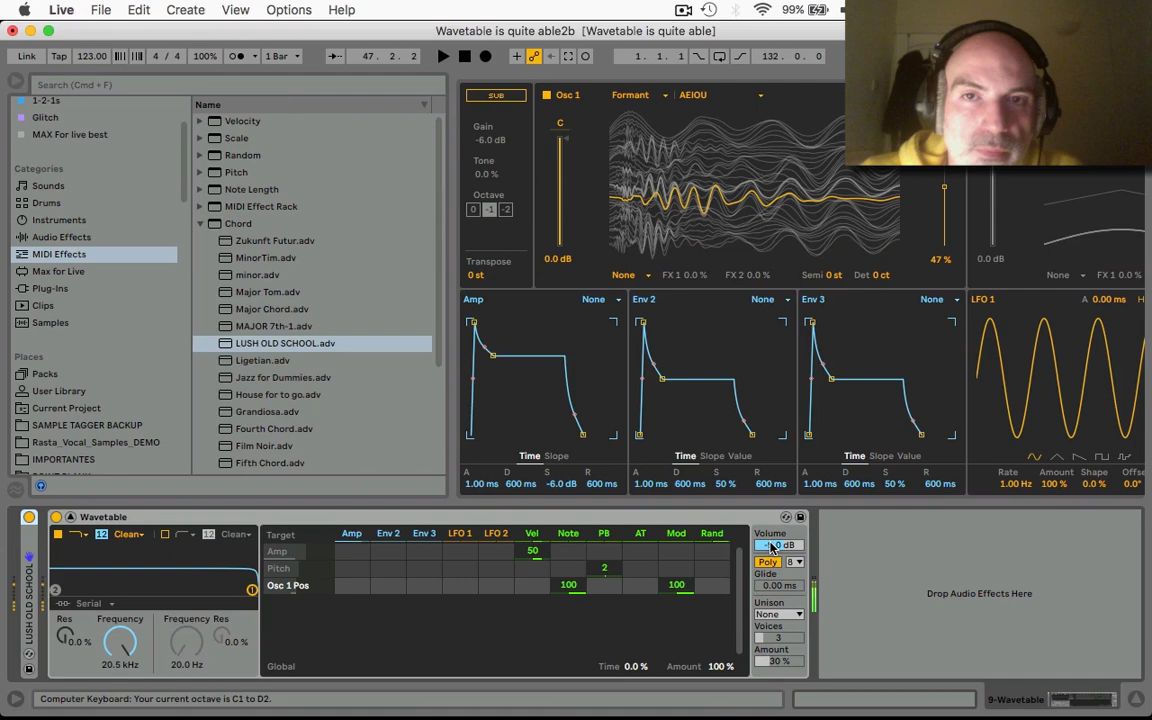 Live File Edit Create View Options Help 99%
Wavetable is quite able2b [Wavetable is quite able]
Link Tap 123.00 4 / 4 100% 1 Bar 47. 2. 2 1. 1. 1 132. 0. 0
Search (Cmd + F)
1-2-1s
Glitch
MAX For live best
Categories
Sounds
Drums
Instruments
Audio Effects
MIDI Effects
Max for Live
Plug-Ins
Clips
Samples
Places
Packs
User Library
Current Project
SAMPLE TAGGER BACKUP
Rasta_Vocal_Samples_DEMO
IMPORTANTES
Name
Velocity
Scale
Random
Pitch
Note Length
MIDI Effect Rack
Chord
Zukunft Futur.adv
MinorTim.adv
minor.adv
Major Tom.adv
Major Chord.adv
MAJOR 7th-1.adv
LUSH OLD SCHOOL.adv
Ligetian.adv
Jazz for Dummies.adv
House for to go.adv
Grandiosa.adv
Fourth Chord.adv
Film Noir.adv
Fifth Chord.adv
SUB Osc 1 Formant AEIOU
Gain
-6.0 dB
Tone
0.0 %
Octave
0 -1 -2
Transpose
0 st
C
0.0 dB
47 %
0.0 dB
None FX 1 0.0 % FX 2 0.0 % Semi 0 st Det 0 ct
None FX 1 0.0 %
Amp None Env 2 None Env 3 None LFO 1 A 0.00 ms
Time Slope Time Slope Value Time Slope Value
A D S R A D S R A D S R Rate Amount Shape Offse
1.00 ms 600 ms -6.0 dB 600 ms 1.00 ms 600 ms 50 % 600 ms 1.00 ms 600 ms 50 % 600 ms 1.00 Hz 100 % 0.0 % 0.0°
LUSH OLD SCHOOL
Wavetable
12 Clean 12 Clean
2 1
Serial
Res Frequency Frequency Res
0.0 % 0.0 %
20.5 kHz 20.0 Hz
Target Amp Env 2 Env 3 LFO 1 LFO 2 Vel Note PB AT Mod Rand
Amp 50
Pitch 2
Osc 1 Pos 100 100
Global Time 0.0 % Amount 100 %
Volume
dB
Poly 8
Glide
0.00 ms
Unison
None
Voices
3
Amount
30 %
Drop Audio Effects Here
Computer Keyboard: Your current octave is C1 to D2.
9-Wavetable